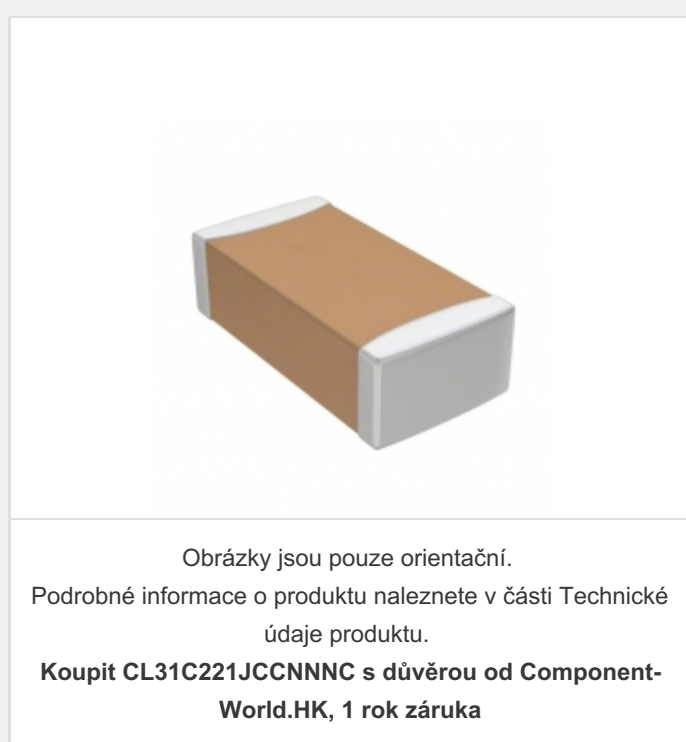 Obrázky jsou pouze orientační.
Podrobné informace o produktu naleznete v části Technické
údaje produktu.
Koupit CL31C221JCCNNNC s důvěrou od Component-
World.HK, 1 rok záruka